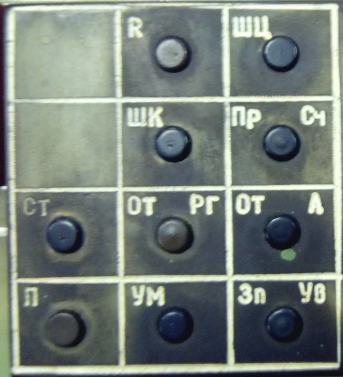 R ШЦ
ШК Пр Сч
СТ ОТ РГ ОТ А
П УМ Зп Ув